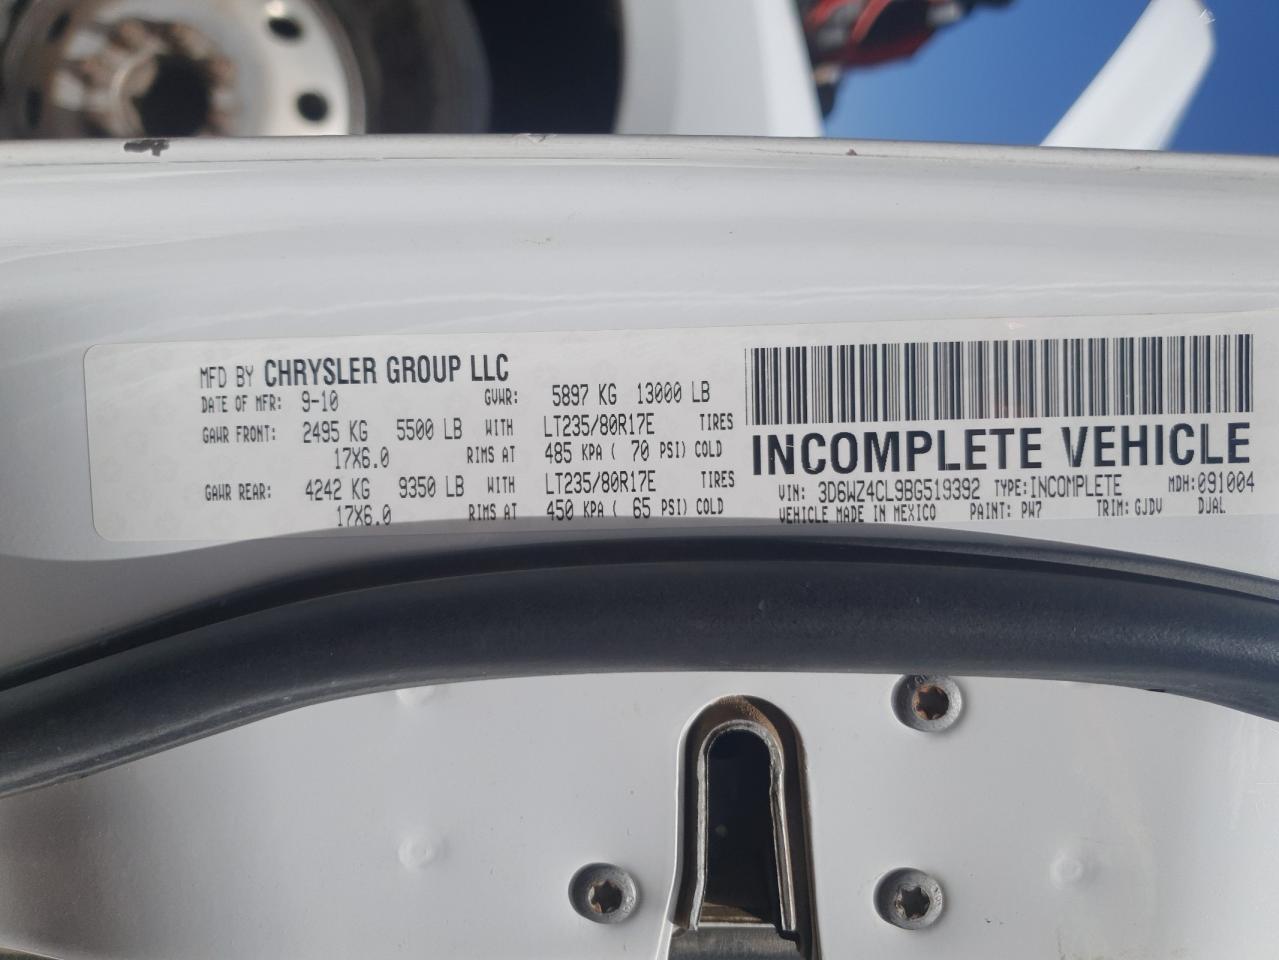 MFD BY CHRYSLER GROUP LLC
DATE OF MFR: 9-10 GVWR: 5897 KG 13000 LB
GAWR FRONT: 2495 KG 5500 LB WITH LT235/80R17E TIRES
17X6.0 RIMS AT 485 KPA ( 70 PSI) COLD
GAWR REAR: 4242 KG 9350 LB WITH LT235/80R17E TIRES
17X6.0 RIMS AT 450 KPA ( 65 PSI) COLD
INCOMPLETE VEHICLE
VIN: 3D6WZ4CL9BG519392 TYPE: INCOMPLETE MDH: 091004
VEHICLE MADE IN MEXICO PAINT: PW7 TRIM: GJDV DUAL